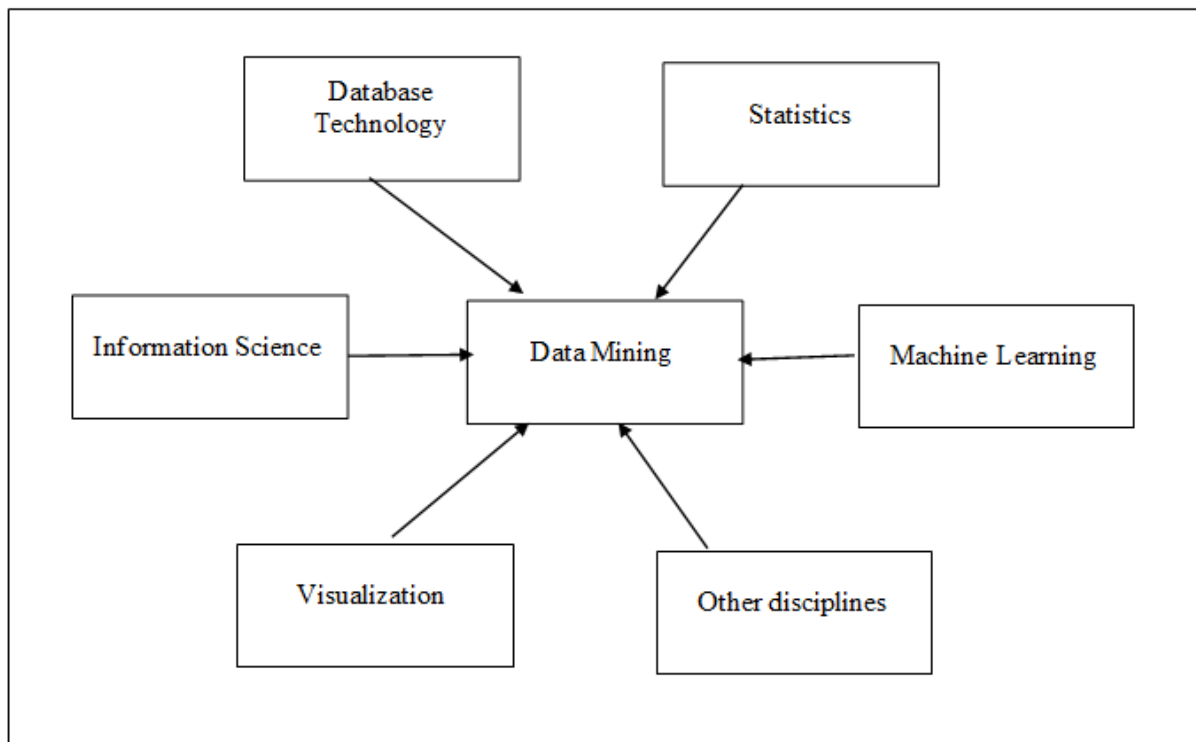 Database
Technology
Statistics
Information Science
Data Mining
Machine Learning
Visualization
Other disciplines